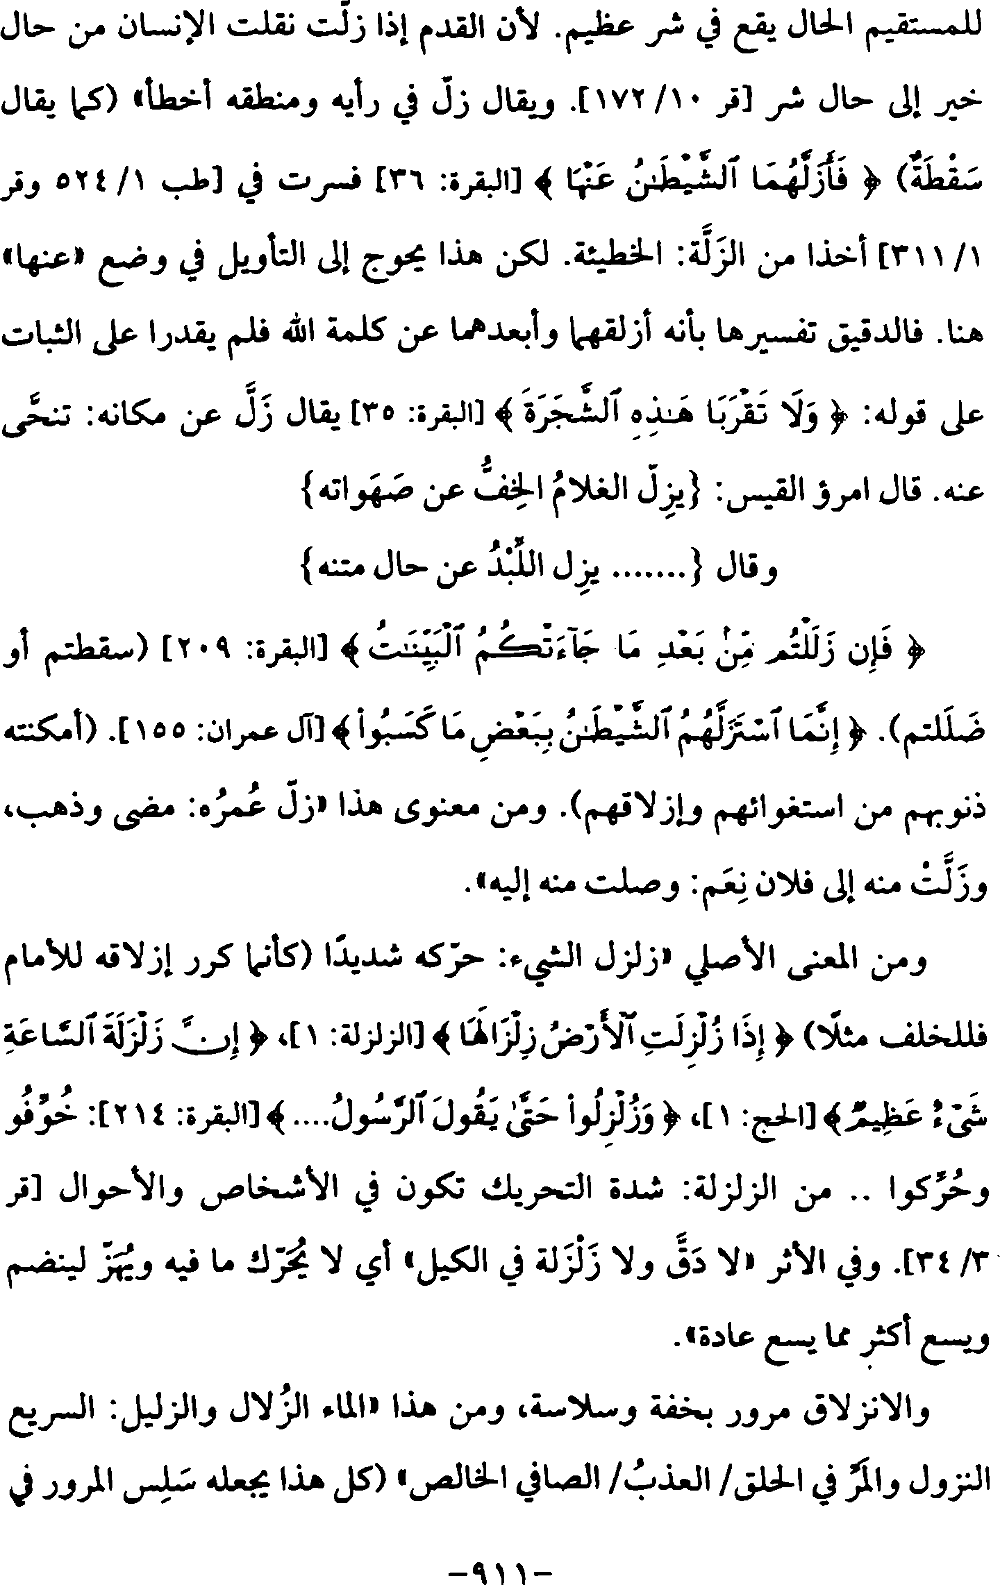 للمستقيم الحال يقع في شر عظيم. لأن القدم إذا زلّت نقلت الإنسان من حال
خير إلى حال شر [قر ١٠/ ١٧٢]. ويقال زلّ في رأيه ومنطقه أخطأ» (كما يقال
سَقْطَةٌ) ﴿ فَأَزَلَّهُمَا ٱلشَّيْطَٰنُ عَنْهَا ﴾ [البقرة: ٣٦] فسرت في [طب ١/ ٥٢٤ وقر
١/ ٣١١] أخذا من الزَلَّة: الخطيئة. لكن هذا يحوج إلى التأويل في وضع «عنها»
هنا. فالدقيق تفسيرها بأنه أزلقهما وأبعدهما عن كلمة الله فلم يقدرا على الثبات
على قوله: ﴿ وَلَا تَقْرَبَا هَٰذِهِ ٱلشَّجَرَةَ ﴾ [البقرة: ٣٥] يقال زَلَّ عن مكانه: تنحَّى
عنه. قال امرؤ القيس: {يزِلّ الغلامُ الخِفُّ عن صَهَواته}
وقال {....... يزِل اللِّبْدُ عن حال متنه}
﴿ فَإِن زَلَلْتُم مِّنۢ بَعْدِ مَا جَآءَتْكُمُ ٱلْبَيِّنَٰتُ ﴾ [البقرة: ٢٠٩] (سقطتم أو
ضَلَلتم). ﴿ إِنَّمَا ٱسْتَزَلَّهُمُ ٱلشَّيْطَٰنُ بِبَعْضِ مَا كَسَبُوا۟ ﴾ [آل عمران: ١٥٥]. (أمكنته
ذنوبهم من استغوائهم وإزلاقهم). ومن معنوى هذا «زلّ عُمرُه: مضى وذهب،
وزَلَّتْ منه إلى فلان نِعَم: وصلت منه إليه».
ومن المعنى الأصلي «زلزل الشيء: حرّكه شديدًا (كأنما كرر إزلاقه للأمام
فللخلف مثلًا) ﴿ إِذَا زُلْزِلَتِ ٱلْأَرْضُ زِلْزَالَهَا ﴾ [الزلزلة: ١]، ﴿ إِنَّ زَلْزَلَةَ ٱلسَّاعَةِ
شَىْءٌ عَظِيمٌ ﴾ [الحج: ١]، ﴿ وَزُلْزِلُوا۟ حَتَّىٰ يَقُولَ ٱلرَّسُولُ.... ﴾ [البقرة: ٢١٤]: خُوِّفُو
وحُرِّكوا .. من الزلزلة: شدة التحريك تكون في الأشخاص والأحوال [قر
٣/ ٣٤]. وفي الأثر «لا دَقَّ ولا زَلْزَلة في الكيل» أي لا يُحَرّك ما فيه ويُهَزّ لينضم
ويسع أكثر مما يسع عادة».
والانزلاق مرور بخفة وسلاسة، ومن هذا «الماء الزُلال والزليل: السريع
النزول والمَرِّ في الحلق/ العذبُ/ الصافي الخالص» (كل هذا يجعله سَلِس المرور في
-٩١١-